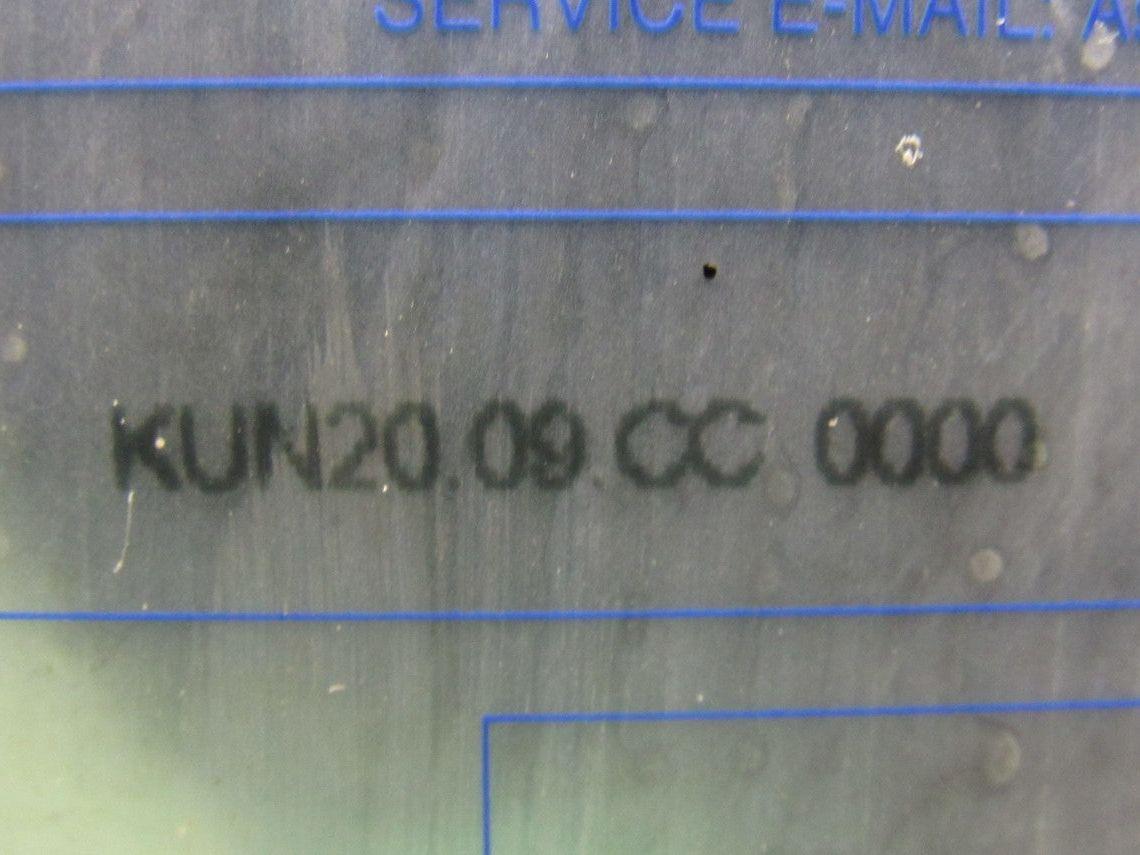 SERVICE E-MAIL:
KUN20.09.CC 0000